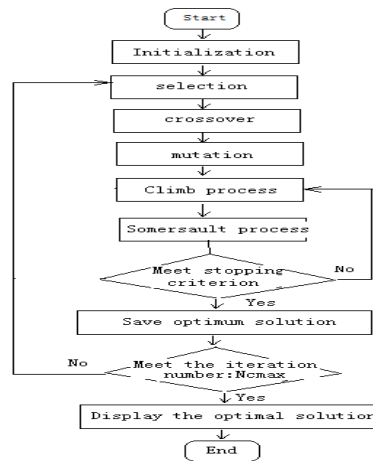 Start
Initialization
selection
crossover
mutation
Climb process
Somersault process
Meet stopping
criterion
No
Yes
Save optimum solution
No
Meet the iteration
number:Ncmax
Yes
Display the optimal solution
End